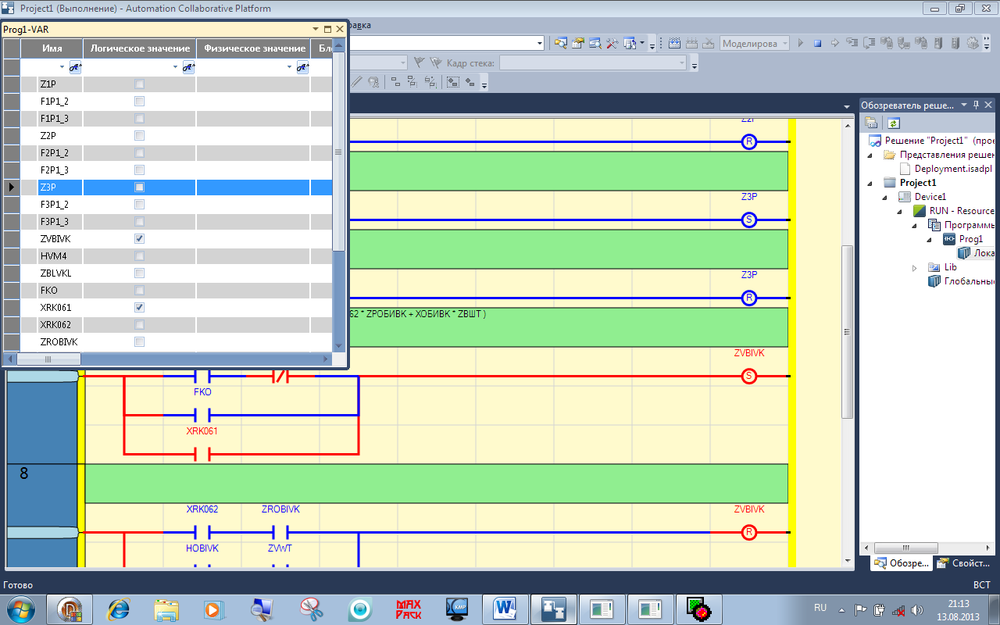 Project1 (Выполнение) - Automation Collaborative Platform
Prog1-VAR
равка
Имя
Логическое значение
Физическое значение
Бло
Моделирова
Кадр стека:
Z1P
F1P1_2
F1P1_3
Z2P
F2P1_2
F2P1_3
Z3P
F3P1_2
F3P1_3
ZVBIVK
HVM4
ZBLVKL
FKO
XRK061
XRK062
ZROBIVK
Z2P
R
Z3P
S
Z3P
R
62 * ZРОБИВК + ХОБИВК * ZВШТ )
ZVBIVK
S
FKO
XRK061
8
XRK062
ZROBIVK
ZVBIVK
R
HOBIVK
ZVWT
Обозреватель реше...
Решение "Project1" (прое
Представления решен
Deployment.isadpl
Project1
Device1
RUN - Resource
Программы
Prog1
Лока
Lib
Глобальные
Обозре...
Свойст...
Готово
ВСТ
MAX
PACK
KMP
RU
21:13
13.08.2013